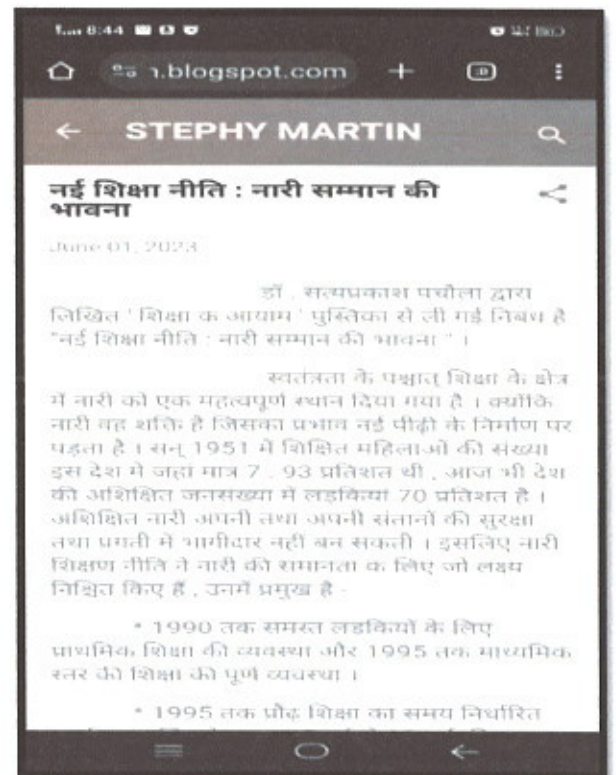 8:44
n.blogspot.com
STEPHY MARTIN
नई शिक्षा नीति : नारी सम्मान की
भावना
June 01, 2023
डॉ . सत्यप्रकाश पचौला द्वारा
लिखित ' शिक्षा क आयाम ' पुस्तिका से ली गई निबध है
"नई शिक्षा नीति : नारी सम्मान की भावना " ।
स्वतंत्रता के पश्चात् शिक्षा के क्षेत्र
में नारी को एक महत्वपूर्ण स्थान दिया गया है । क्योंकि
नारी वह शक्ति है जिसका प्रभाव नई पीढ़ी के निर्माण पर
पड़ता है । सन् 1951 में शिक्षित महिलाओं की संख्या
इस देश मे जहां मात्र 7 . 93 प्रतिशत थी , आज भी देश
की अशिक्षित जनसंख्या में लडकियां 70 प्रतिशत है ।
अशिक्षित नारी अपनी तथा अपनी संतानों की सुरक्षा
तथा प्रगती में भागीदार नहीं बन सकती । इसलिए नारी
शिक्षण नीति ने नारी की समानता क लिए जो लक्ष्य
निश्चित किए हैं , उनमें प्रमुख है -
* 1990 तक समस्त लडकियों के लिए
प्राथमिक शिक्षा की व्यवस्था और 1995 तक माध्यमिक
स्तर की शिक्षा की पूर्ण व्यवस्था ।
* 1995 तक प्रौढ़ शिक्षा का समय निर्धारित